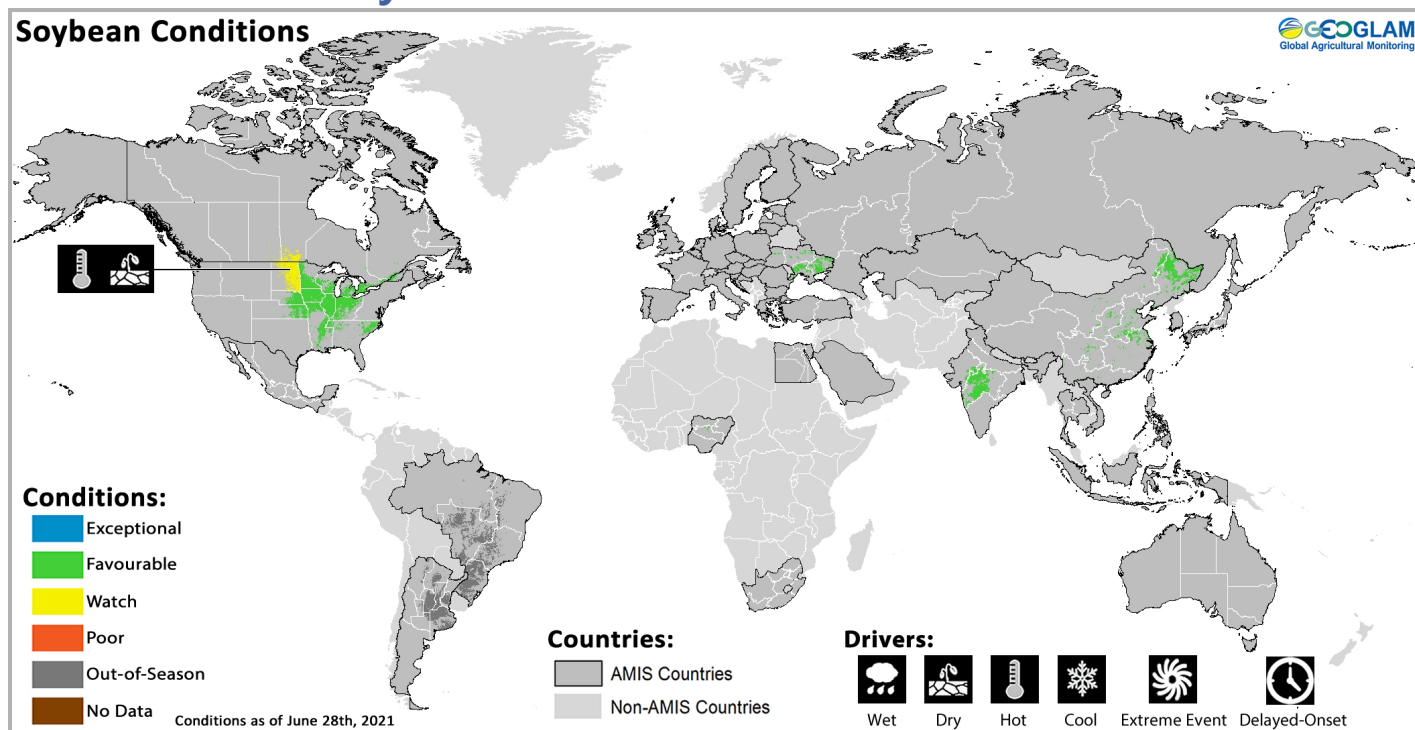 Soybean Conditions
GEOGLAM
Global Agricultural Monitoring
Conditions:
Exceptional
Favourable
Watch
Poor
Out-of-Season
No Data
Conditions as of June 28th, 2021
Countries:
AMIS Countries
Non-AMIS Countries
Drivers:
Wet
Dry
Hot
Cool
Extreme Event
Delayed-Onset